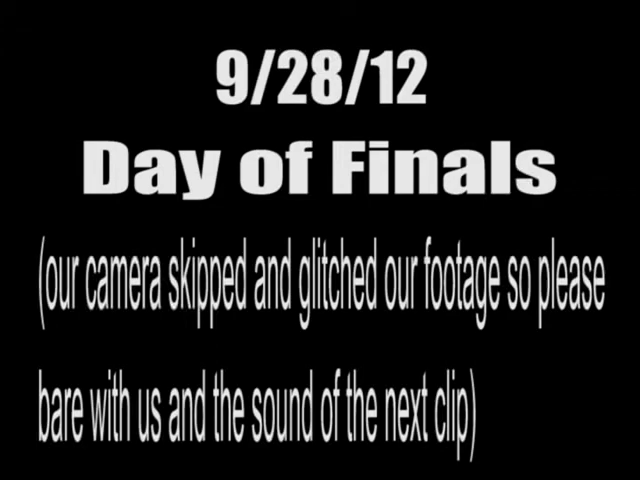 9/28/12
Day of Finals
(our camera skipped and glitched our footage so please
bare with us and the sound of the next clip)